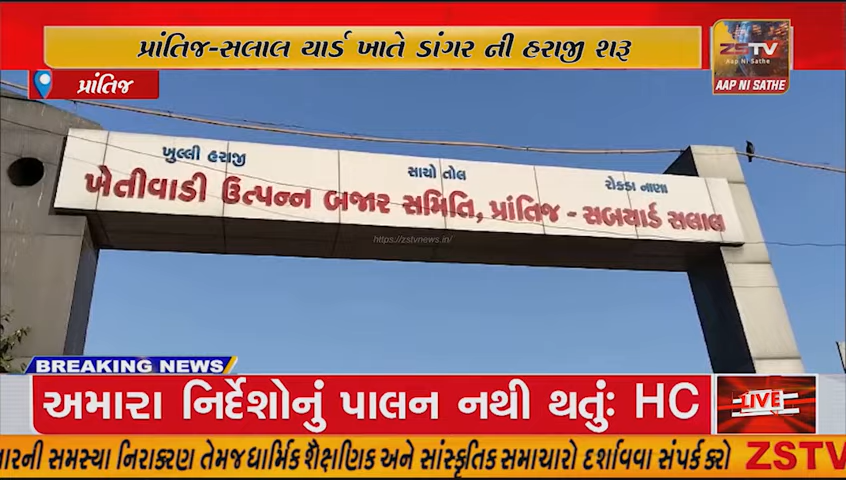 પ્રાંતિજ-સલાલ યાર્ડ ખાતે ડાંગર ની હરાજી શરૂ
ZSTV
Aap Ni Sathe
AAP NI SATHE
પ્રાંતિજ
ખુલ્લી હરાજી
સાચો તોલ
રોકડા નાણા
ખેતીવાડી ઉત્પન્ન બજાર સમિતિ, પ્રાંતિજ - સબયાર્ડ સલાલ
https://zstvnews.in/
BREAKING NEWS
અમારા નિર્દેશોનું પાલન નથી થતુંઃ HC
LIVE
ારની સમસ્યા નિરાકરણ તેમજ ધાર્મિક શૈક્ષણિક અને સાંસ્કૃતિક સમાચારો દર્શાવવા સંપર્ક કરો ZSTV